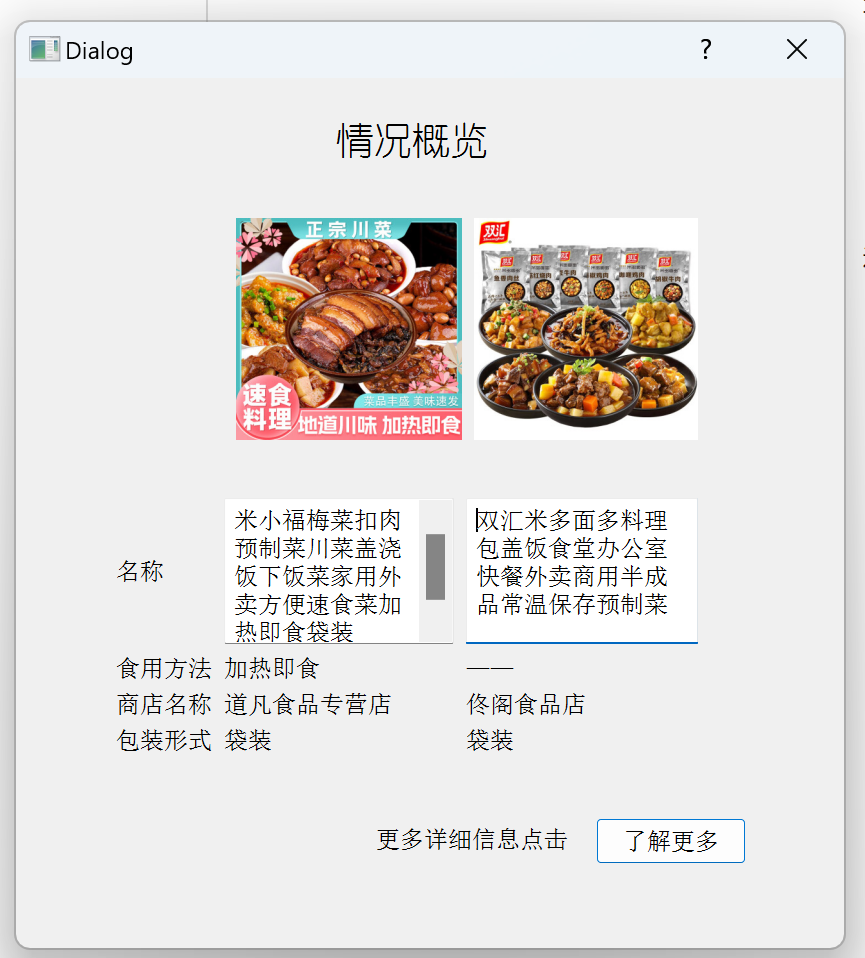 Dialog
?
情况概览
正宗川菜
速食
料理
菜品丰盛 美味速发
地道川味 加热即食
双汇
名称
米小福梅菜扣肉
预制菜川菜盖浇
饭下饭菜家用外
卖方便速食菜加
热即食袋装
双汇米多面多料理
包盖饭食堂办公室
快餐外卖商用半成
品常温保存预制菜
食用方法 加热即食 ——
商店名称 道凡食品专营店 佟阁食品店
包装形式 袋装 袋装
更多详细信息点击 了解更多